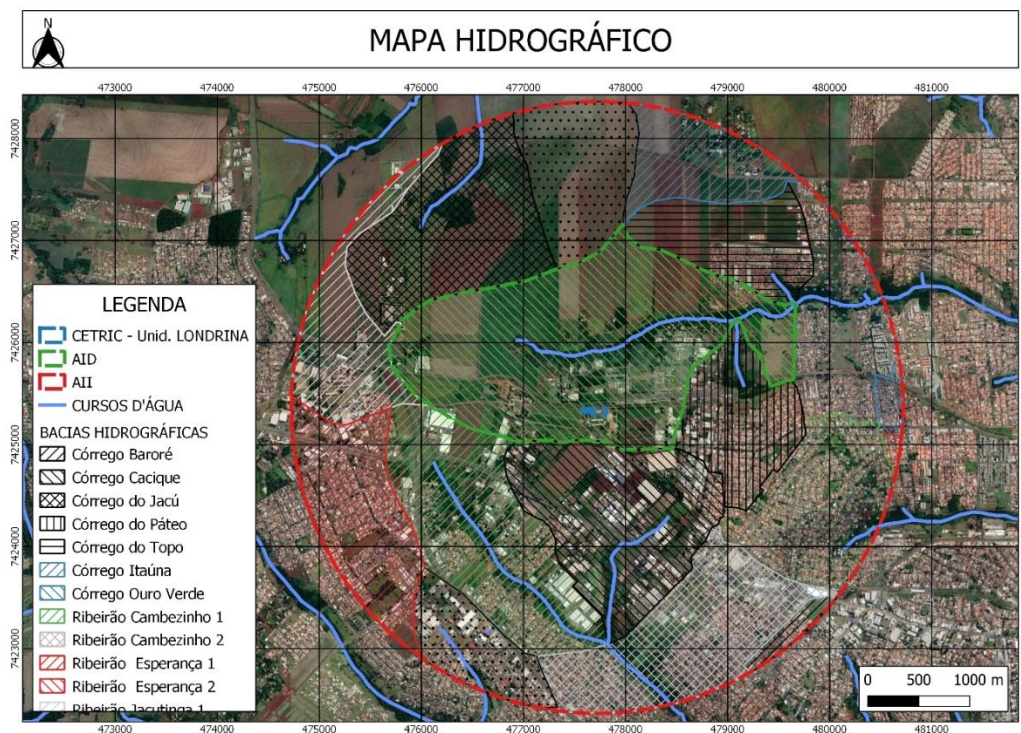 N
MAPA HIDROGRÁFICO
473000 474000 475000 476000 477000 478000 479000 480000 481000
7428000
7427000
7426000
7425000
7424000
7423000
LEGENDA
CETRIC - Unid. LONDRINA
AID
AII
CURSOS D'ÁGUA
BACIAS HIDROGRÁFICAS
Córrego Baroré
Córrego Cacique
Córrego do Jacú
Córrego do Páteo
Córrego do Topo
Córrego Itaúna
Córrego Ouro Verde
Ribeirão Cambezinho 1
Ribeirão Cambezinho 2
Ribeirão Esperança 1
Ribeirão Esperança 2
Ribeirão Jacutinga 1
0 500 1000 m
473000 474000 475000 476000 477000 478000 479000 480000 481000